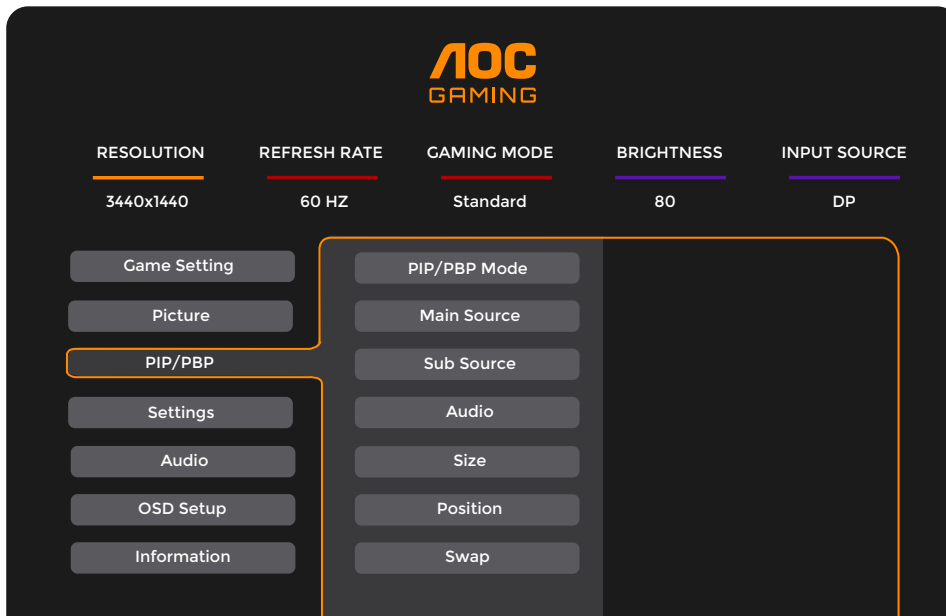 AOC
GAMING
RESOLUTION REFRESH RATE GAMING MODE BRIGHTNESS INPUT SOURCE
3440x1440 60 HZ Standard 80 DP
Game Setting PIP/PBP Mode
Picture Main Source
PIP/PBP Sub Source
Settings Audio
Audio Size
OSD Setup Position
Information Swap